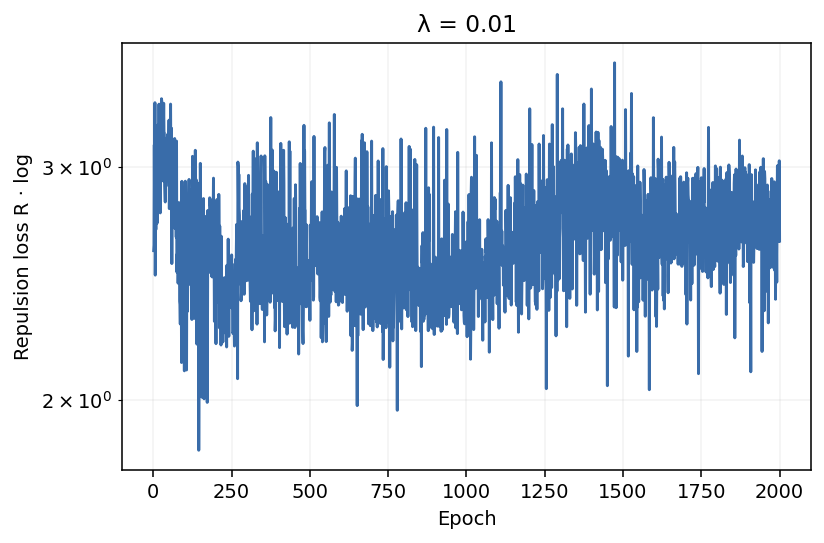 λ = 0.01
Repulsion loss R · log
3 × 10⁰
2 × 10⁰
0 250 500 750 1000 1250 1500 1750 2000
Epoch